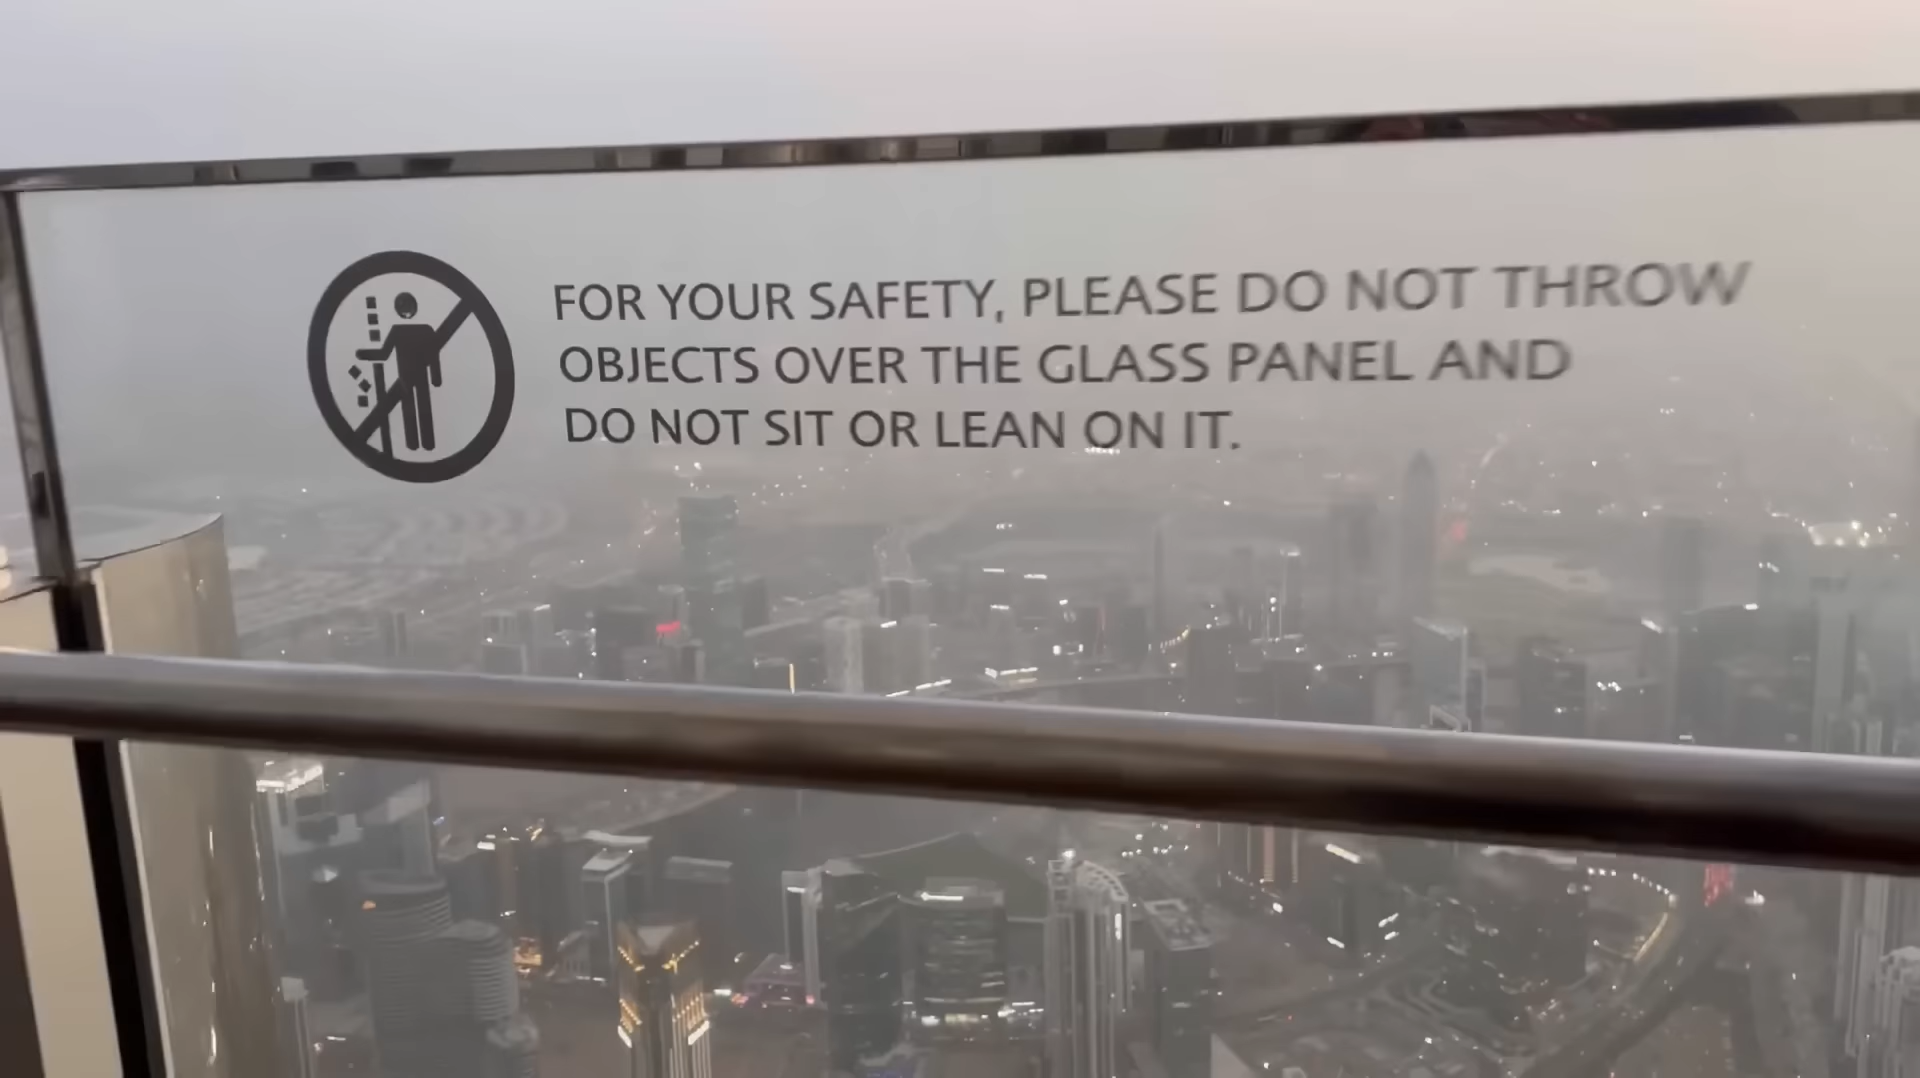 FOR YOUR SAFETY, PLEASE DO NOT THROW
OBJECTS OVER THE GLASS PANEL AND
DO NOT SIT OR LEAN ON IT.